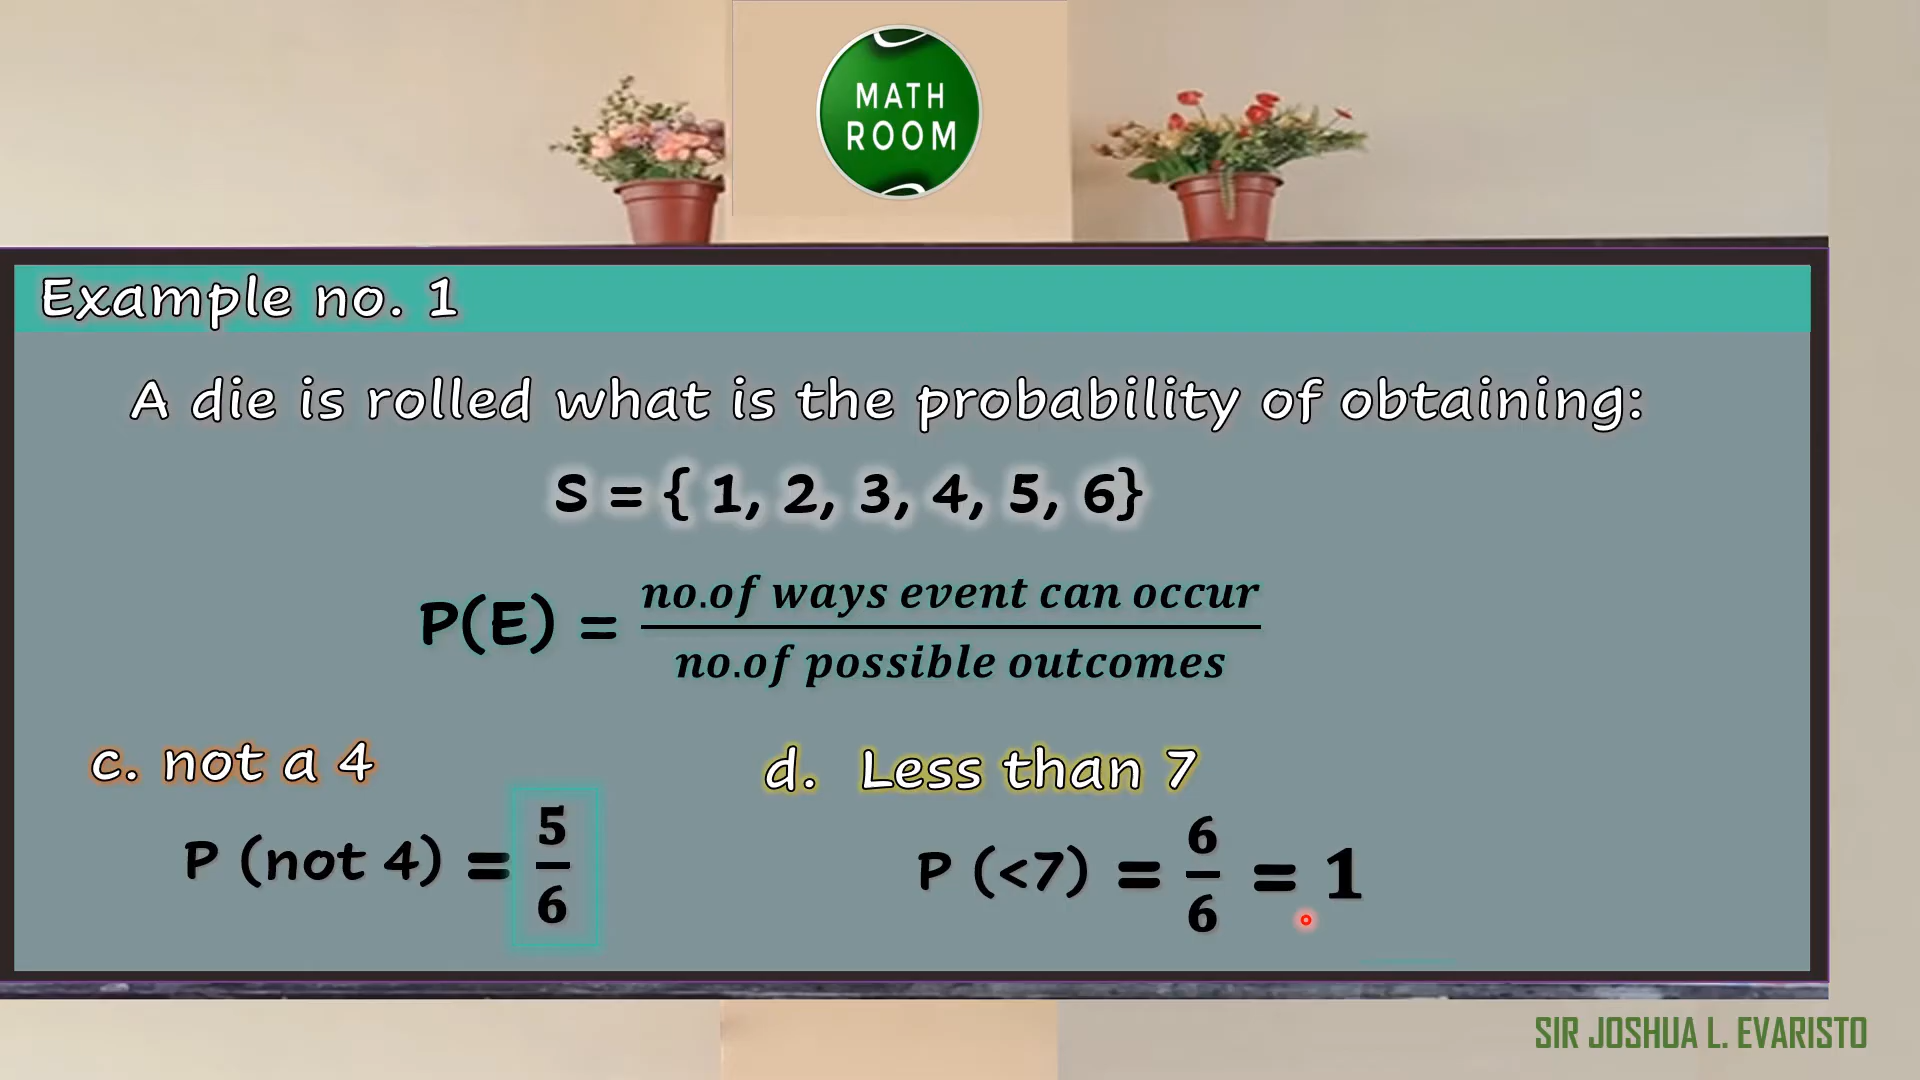 MATH
ROOM
Example no. 1
A die is rolled what is the probability of obtaining:
S = { 1, 2, 3, 4, 5, 6}
P(E) = no.of ways event can occur / no.of possible outcomes
c. not a 4
d. Less than 7
P (not 4) = 5/6
P (<7) = 6/6 = 1
SIR JOSHUA L. EVARISTO